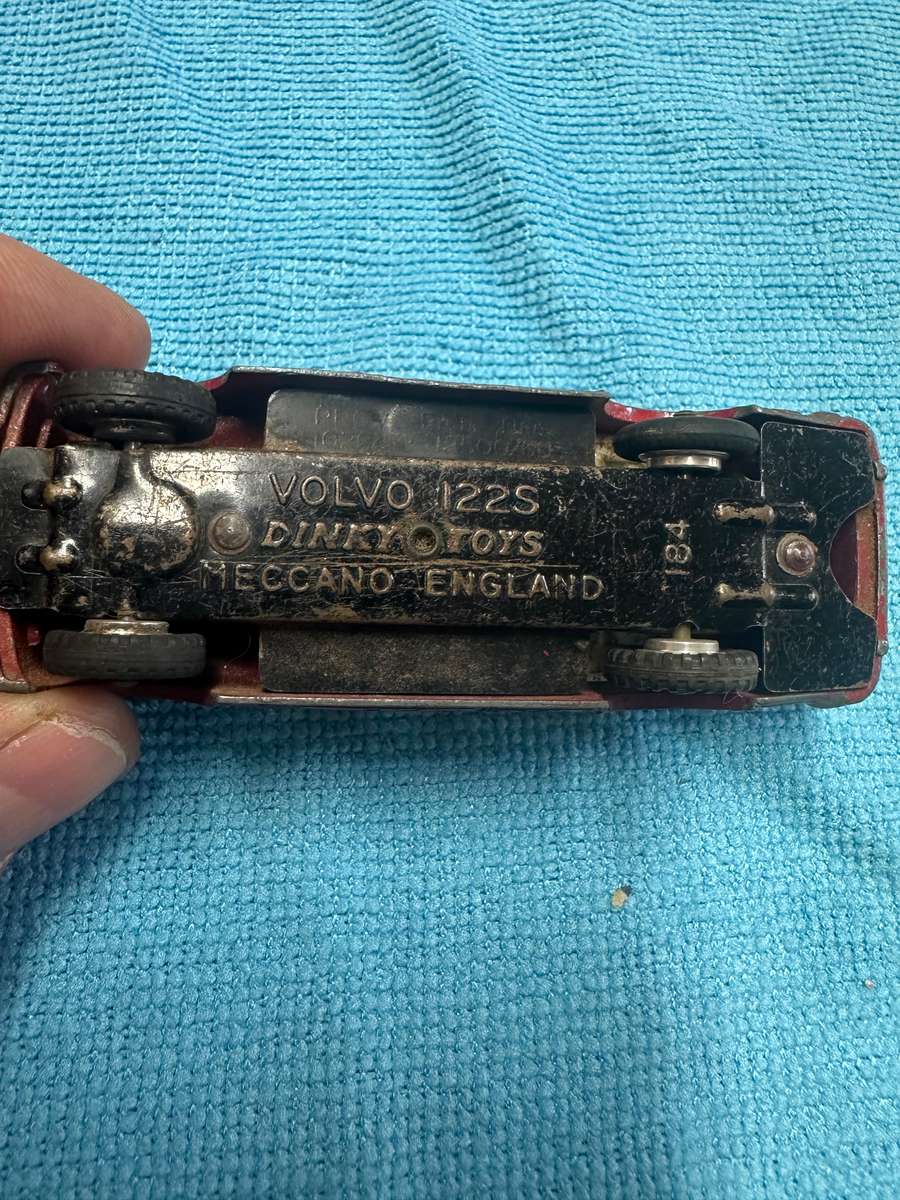 VOLVO 122S
DINKY TOYS
MECCANO ENGLAND
184